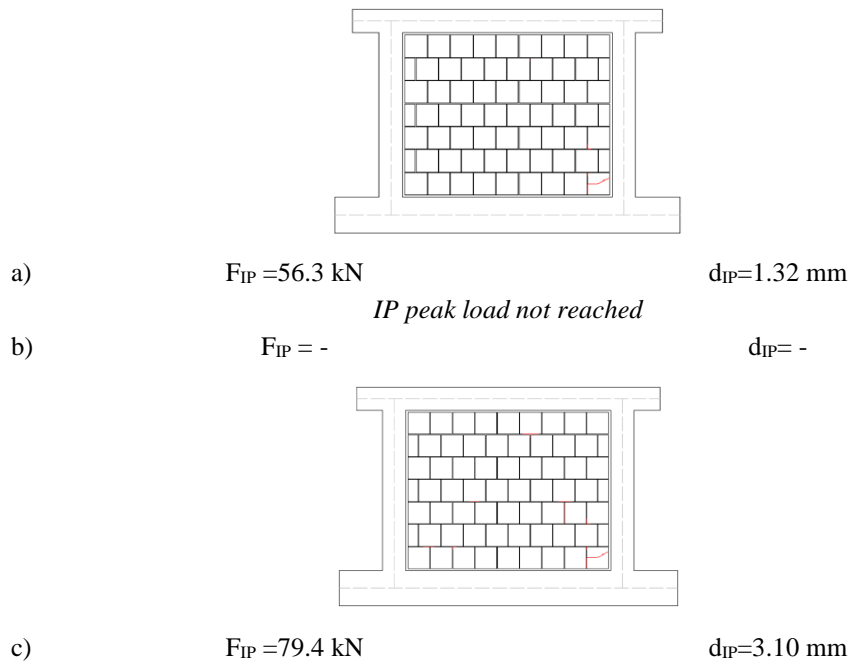 a) F_IP =56.3 kN d_IP=1.32 mm
IP peak load not reached
b) F_IP = - d_IP= -
c) F_IP =79.4 kN d_IP=3.10 mm